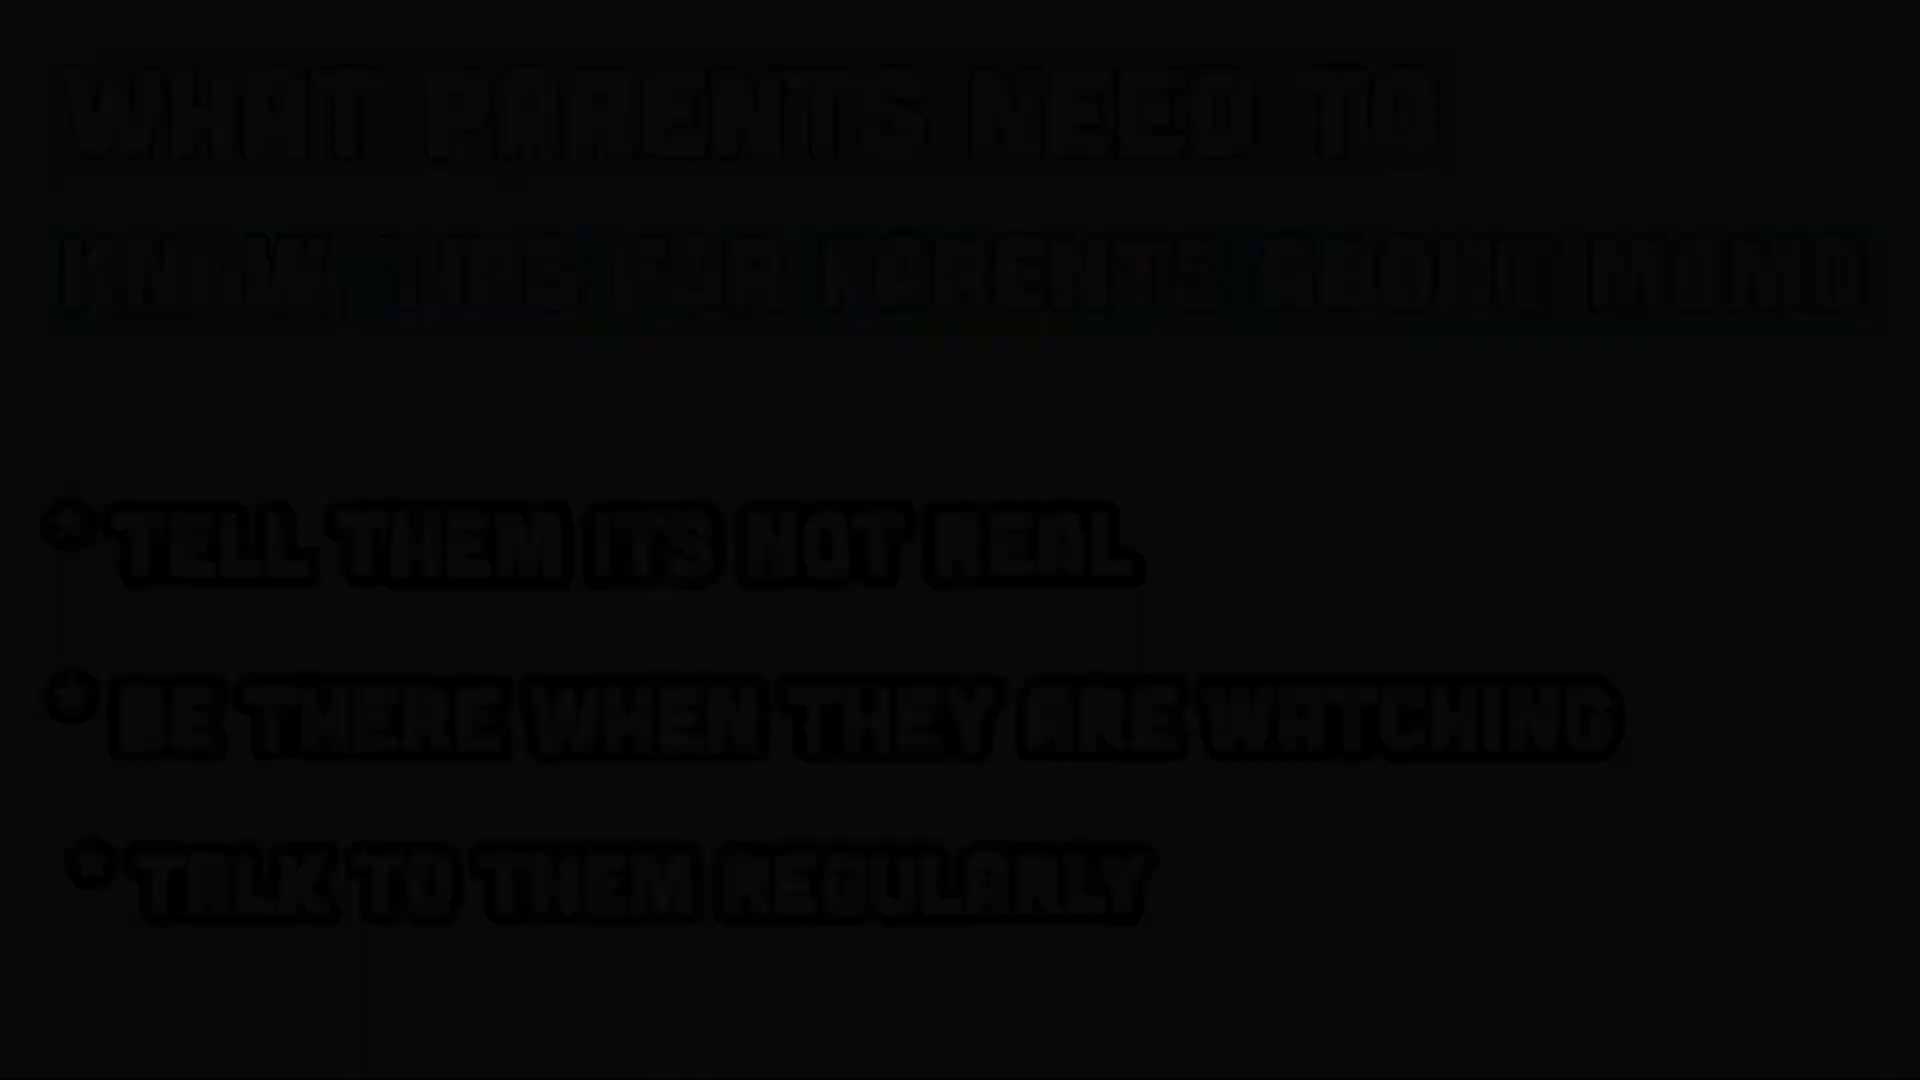 WHAT PARENTS NEED TO
KNOW, TIPS FOR PARENTS ABOUT MOMO
* TELL THEM ITS NOT REAL
* BE THERE WHEN THEY ARE WATCHING
* TALK TO THEM REGULARLY